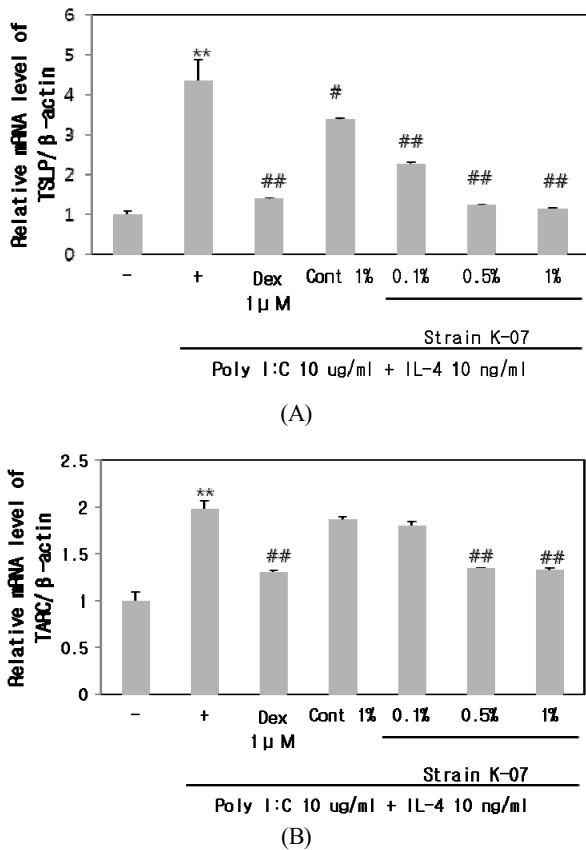 Relative mRNA level of
TSLP/β-actin
6
5
4
3
2
1
0
**
##
#
##
##
##
- + Dex Cont 1% 0.1% 0.5% 1%
1μM
Strain K-07
Poly I:C 10 ug/ml + IL-4 10 ng/ml
(A)
Relative mRNA level of
TARC/β-actin
2.5
2
1.5
1
0.5
0
**
##
##
##
- + Dex Cont 1% 0.1% 0.5% 1%
1μM
Strain K-07
Poly I:C 10 ug/ml + IL-4 10 ng/ml
(B)